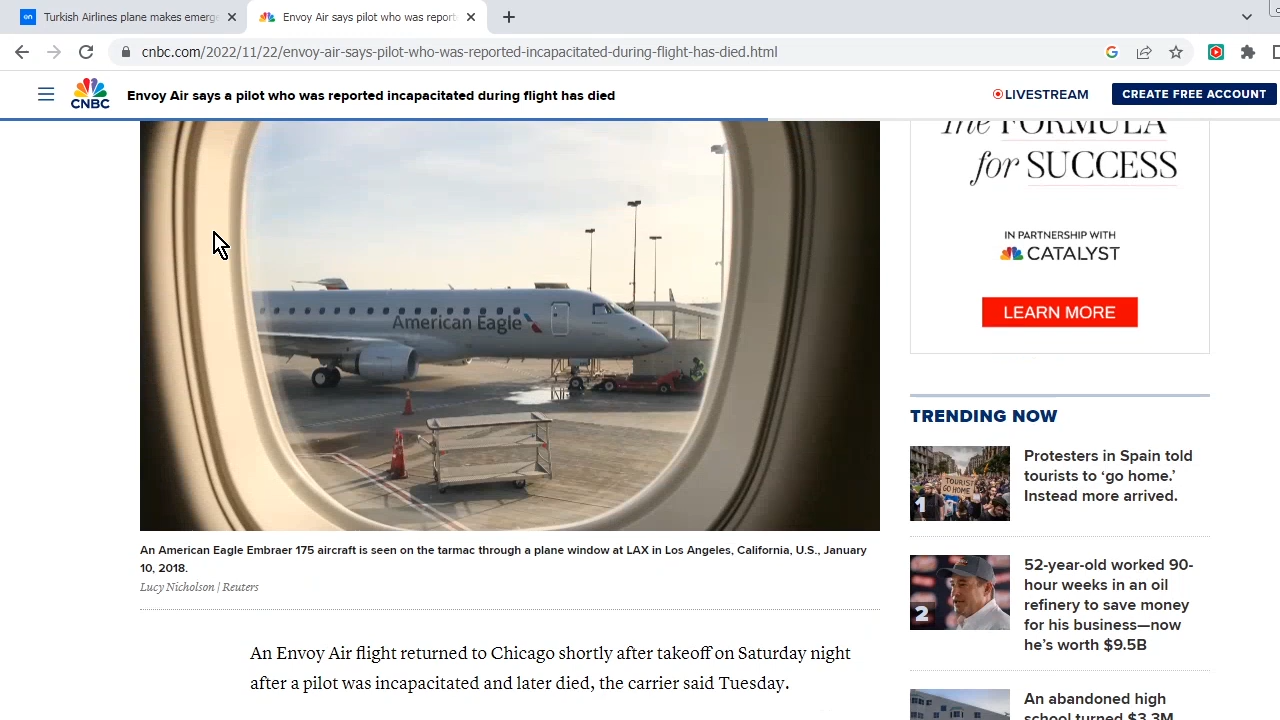 Turkish Airlines plane makes emerg
Envoy Air says pilot who was report
cnbc.com/2022/11/22/envoy-air-says-pilot-who-was-reported-incapacitated-during-flight-has-died.html
CNBC
Envoy Air says a pilot who was reported incapacitated during flight has died
LIVESTREAM
CREATE FREE ACCOUNT
American Eagle
An American Eagle Embraer 175 aircraft is seen on the tarmac through a plane window at LAX in Los Angeles, California, U.S., January
10, 2018.
Lucy Nicholson | Reuters
An Envoy Air flight returned to Chicago shortly after takeoff on Saturday night
after a pilot was incapacitated and later died, the carrier said Tuesday.
The FORMULA
for SUCCESS
IN PARTNERSHIP WITH
CATALYST
LEARN MORE
TRENDING NOW
TOURISTS
GO HOME
1
Protesters in Spain told
tourists to ‘go home.’
Instead more arrived.
2
52-year-old worked 90-
hour weeks in an oil
refinery to save money
for his business—now
he’s worth $9.5B
An abandoned high
school turned $3.3M